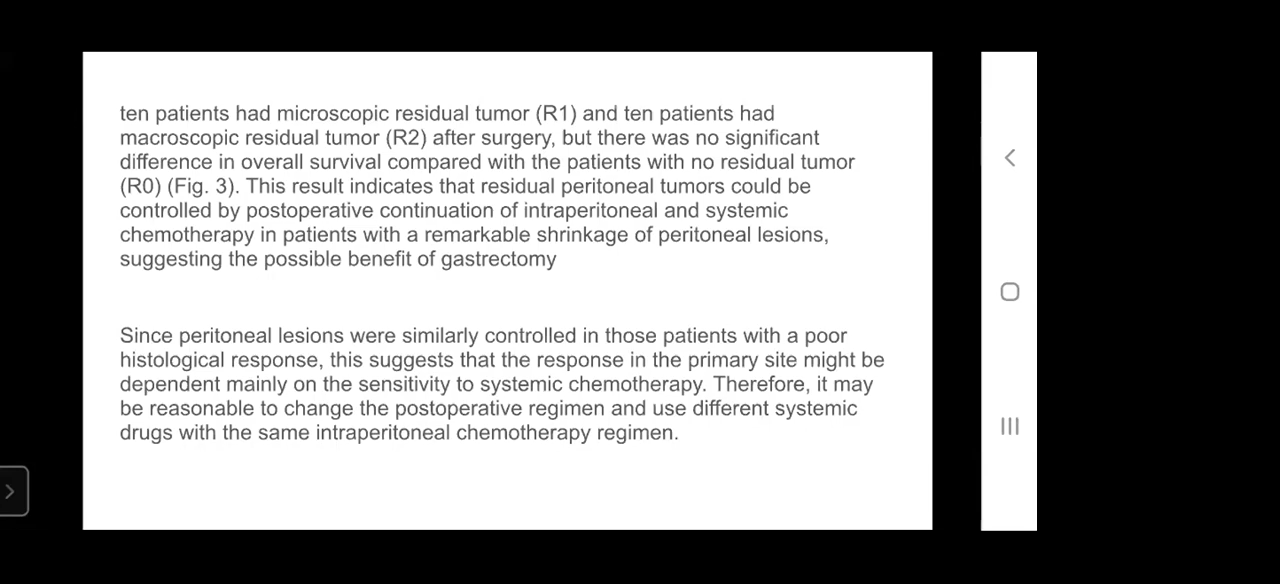 ten patients had microscopic residual tumor (R1) and ten patients had
macroscopic residual tumor (R2) after surgery, but there was no significant
difference in overall survival compared with the patients with no residual tumor
(R0) (Fig. 3). This result indicates that residual peritoneal tumors could be
controlled by postoperative continuation of intraperitoneal and systemic
chemotherapy in patients with a remarkable shrinkage of peritoneal lesions,
suggesting the possible benefit of gastrectomy
Since peritoneal lesions were similarly controlled in those patients with a poor
histological response, this suggests that the response in the primary site might be
dependent mainly on the sensitivity to systemic chemotherapy. Therefore, it may
be reasonable to change the postoperative regimen and use different systemic
drugs with the same intraperitoneal chemotherapy regimen.